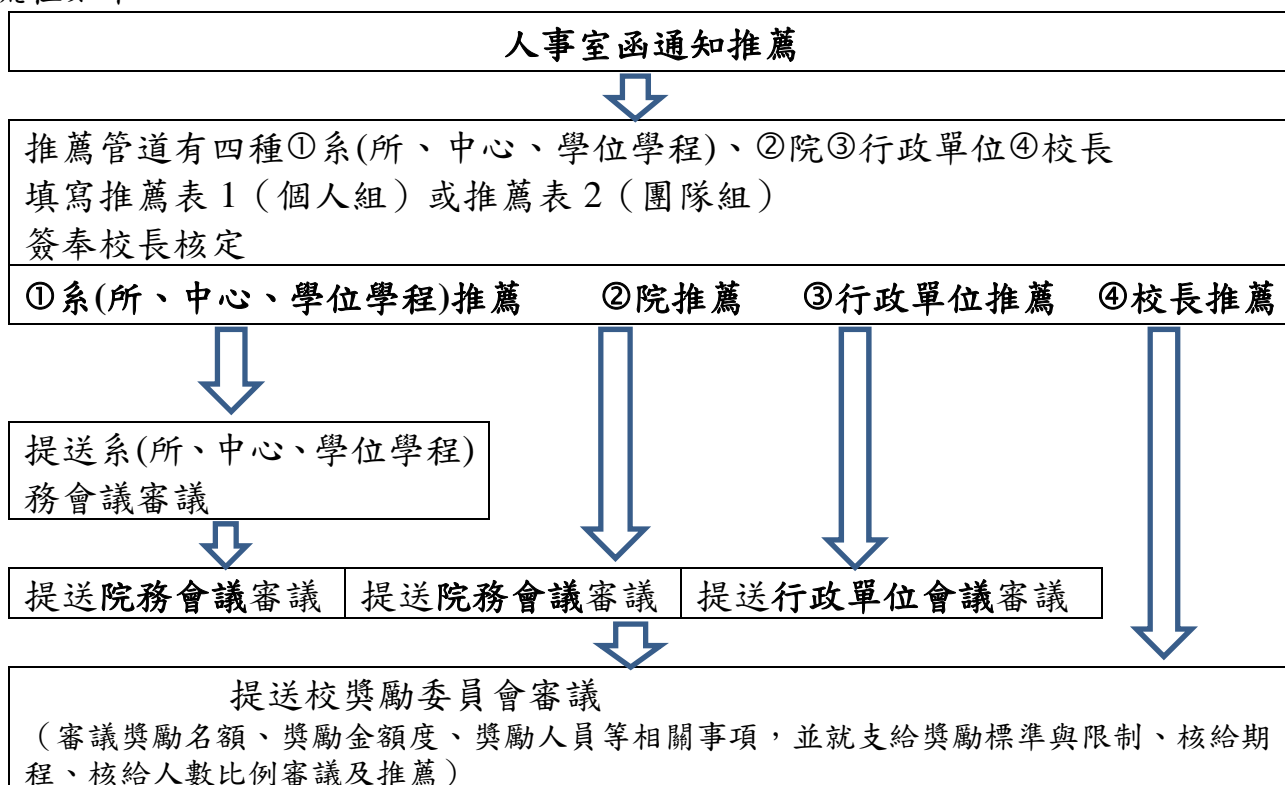 人事室函通知推薦
推薦管道有四種①系(所、中心、學位學程)、②院③行政單位④校長
填寫推薦表 1（個人組）或推薦表 2（團隊組）
簽奉校長核定
①系(所、中心、學位學程)推薦 ②院推薦 ③行政單位推薦 ④校長推薦
提送系(所、中心、學位學程)
務會議審議
提送院務會議審議 提送院務會議審議 提送行政單位會議審議
提送校獎勵委員會審議
（審議獎勵名額、獎勵金額度、獎勵人員等相關事項，並就支給獎勵標準與限制、核給期
程、核給人數比例審議及推薦）